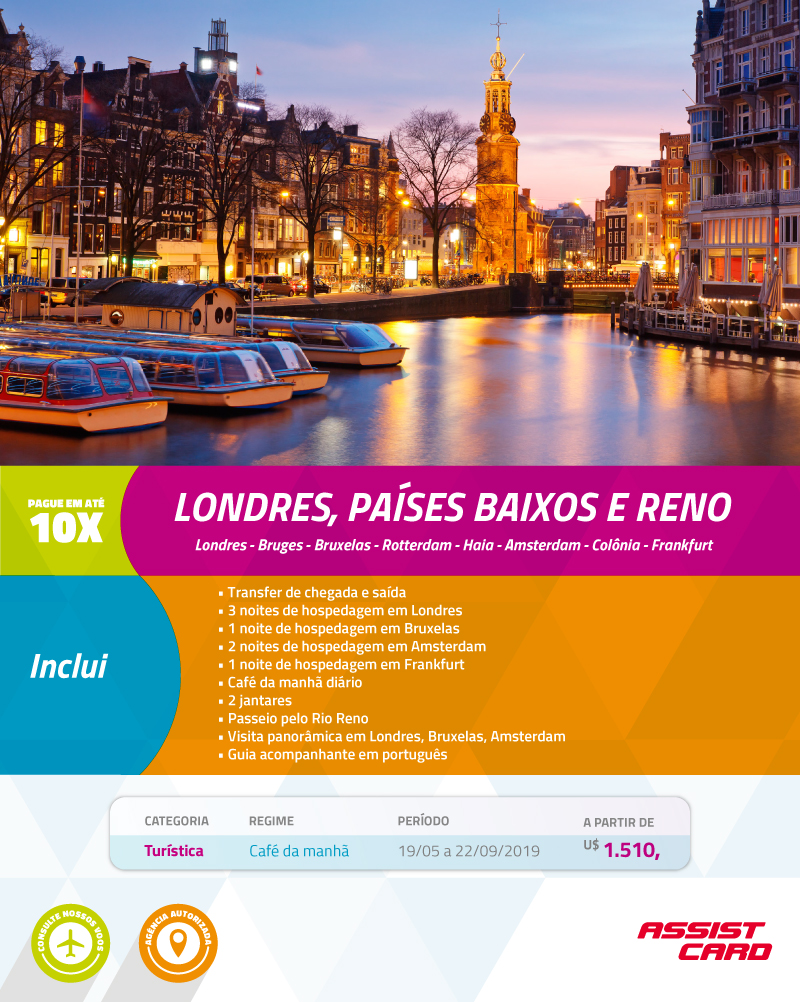 PAGUE EM ATÉ
10X
LONDRES, PAÍSES BAIXOS E RENO
Londres - Bruges - Bruxelas - Rotterdam - Haia - Amsterdam - Colônia - Frankfurt
Inclui
• Transfer de chegada e saída
• 3 noites de hospedagem em Londres
• 1 noite de hospedagem em Bruxelas
• 2 noites de hospedagem em Amsterdam
• 1 noite de hospedagem em Frankfurt
• Café da manhã diário
• 2 jantares
• Passeio pelo Rio Reno
• Visita panorâmica em Londres, Bruxelas, Amsterdam
• Guia acompanhante em português
CATEGORIA REGIME PERÍODO A PARTIR DE
Turística Café da manhã 19/05 a 22/09/2019 U$ 1.510,
CONSULTE NOSSOS VOOS
AGÊNCIA AUTORIZADA
ASSIST
CARD